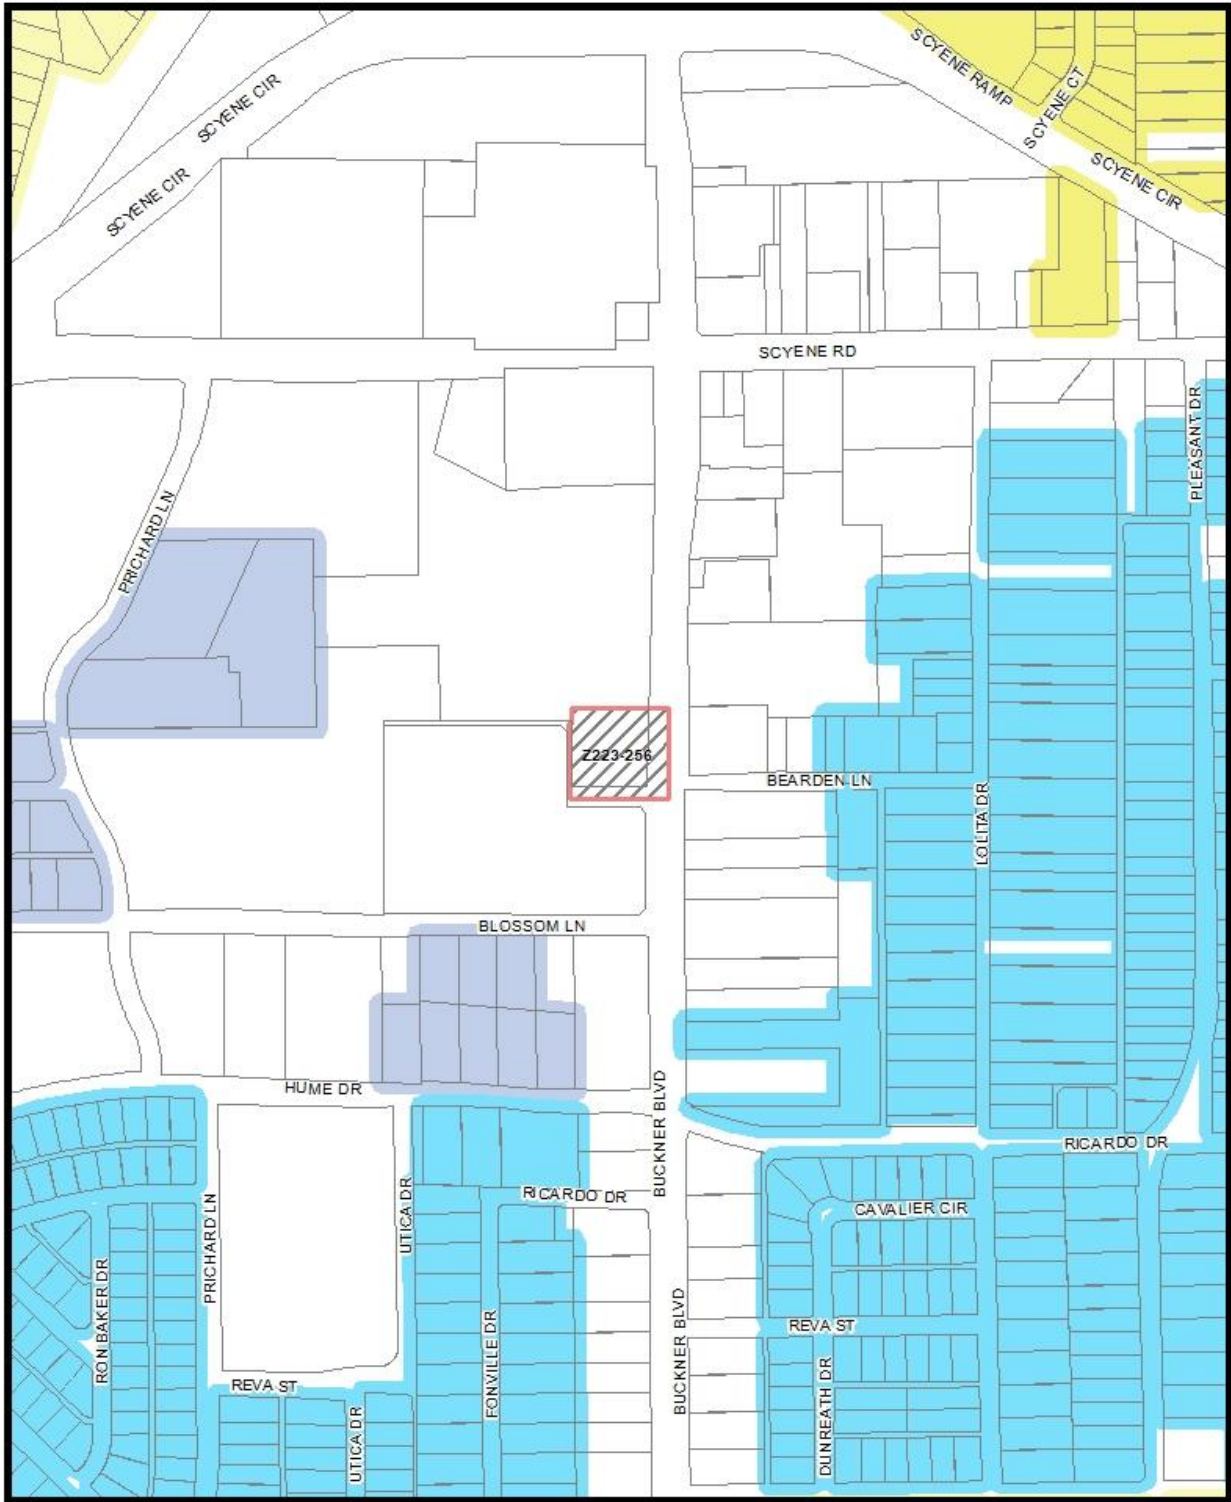 SCYENE RAMP
SCYENE CT
SCYENE CIR
SCYENE CIR
SCYENE CIR
SCYENE RD
PLEASANT DR
PRICHARD LN
Z223-256
BEARDEN LN
LOLITA DR
BLOSSOM LN
HUME DR
BUCKNER BLVD
RICARDO DR
RICARDO DR
UTICA DR
CAVALIER CIR
PRICHARD LN
RON BAKER DR
FONVILLE DR
BUCKNER BLVD
REVA ST
DUNREATH DR
REVA ST
UTICA DR